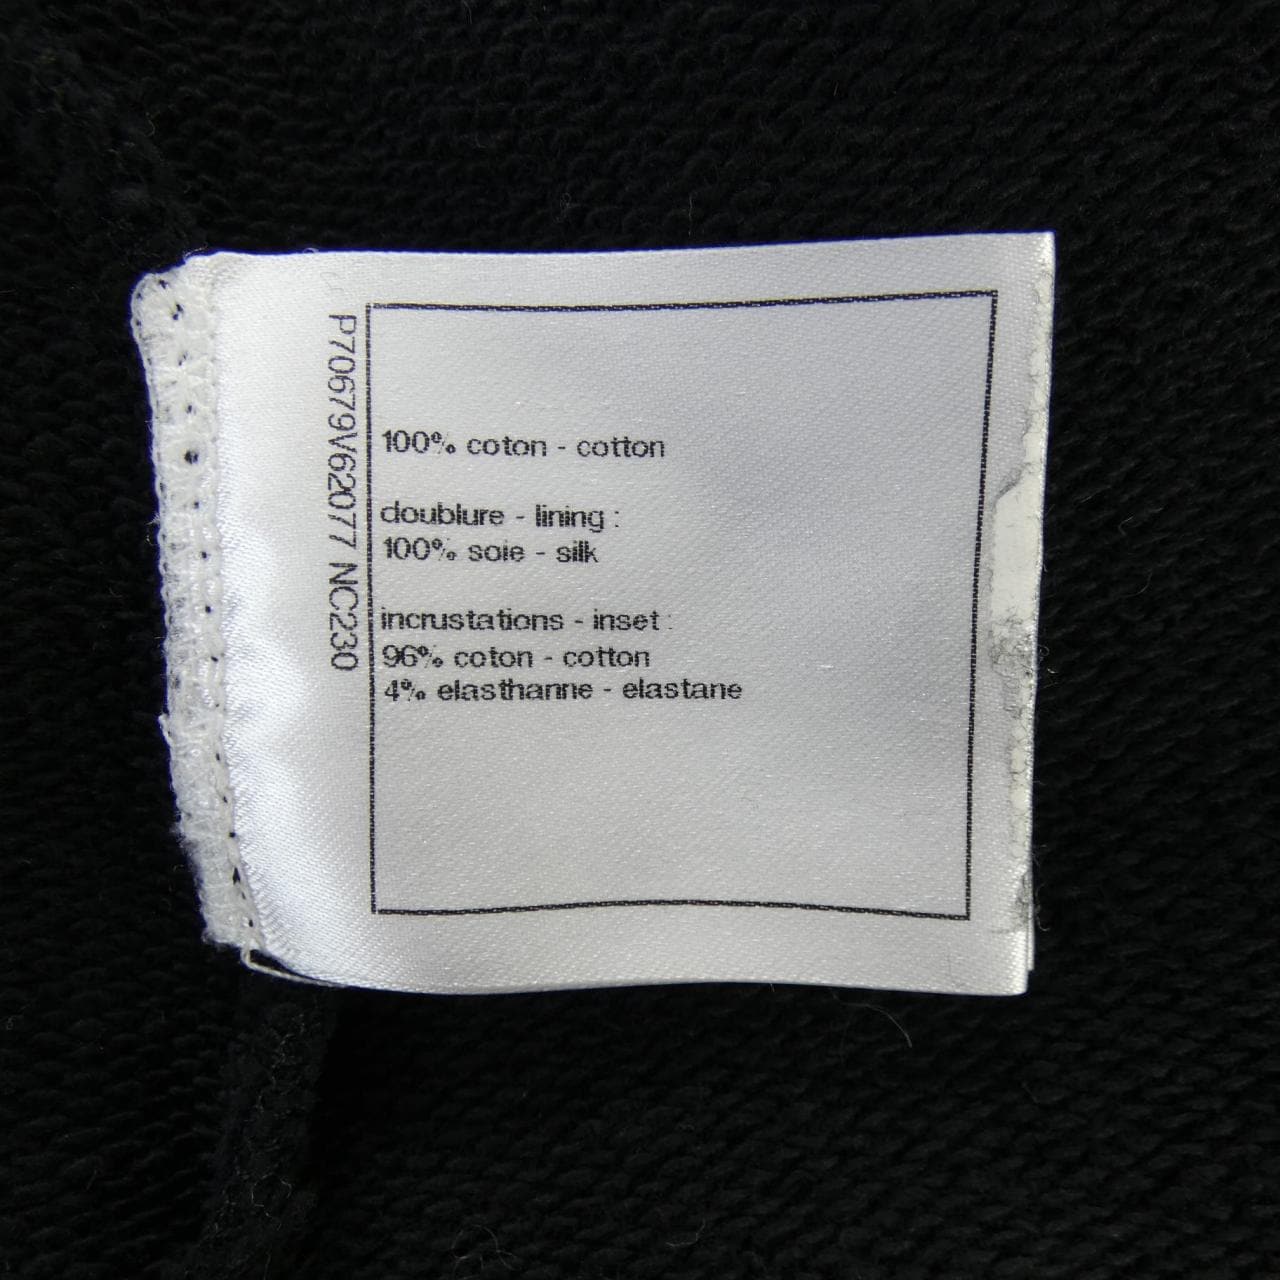 P70679V62077 NC230
100% coton - cotton
doublure - lining :
100% soie - silk
incrustations - inset :
96% coton - cotton
4% elasthanne - elastane